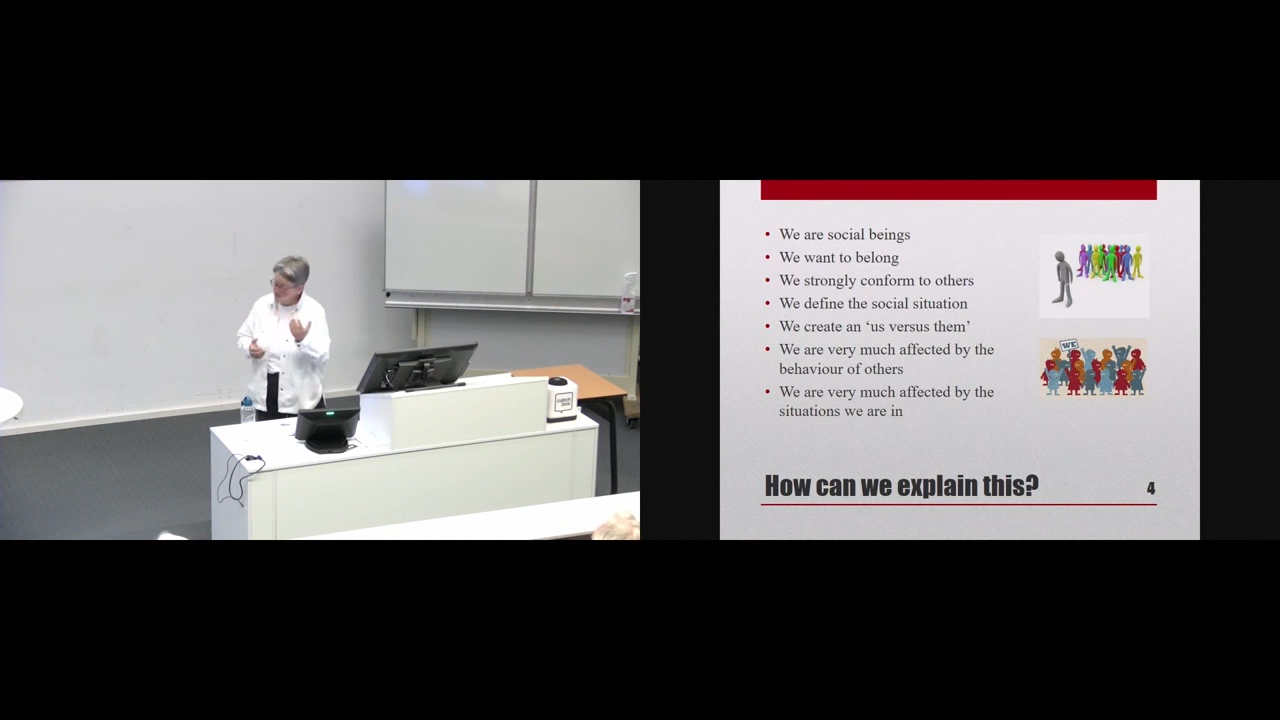 • We are social beings
• We want to belong
• We strongly conform to others
• We define the social situation
• We create an ‘us versus them’
• We are very much affected by the
behaviour of others
• We are very much affected by the
situations we are in
WE
How can we explain this?
4